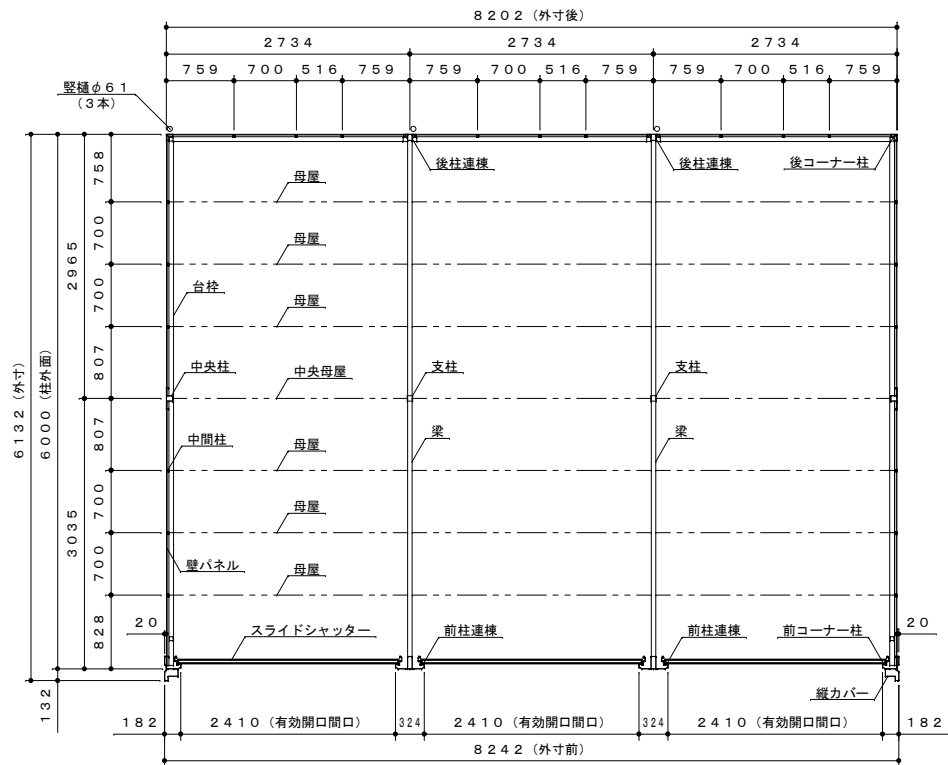 ８２０２（外寸後）
２７３４ ２７３４ ２７３４
７５９ ７００ ５１６ ７５９ ７５９ ７００ ５１６ ７５９ ７５９ ７００ ５１６ ７５９
竪樋φ６１
（３本）
後柱連棟 後柱連棟 後コーナー柱
７５８
母屋
７００
母屋
２９６５
７００
台枠
母屋
８０７
６１３２（外寸）
６０００（柱外面）
中央柱 中央母屋 支柱 支柱
８０７
中間柱
母屋
梁 梁
７００
母屋
３０３５
７００
壁パネル
母屋
８２８
２０ ２０
スライドシャッター 前柱連棟 前柱連棟 前コーナー柱
縦カバー
１３２
１８２ ２４１０（有効開口間口） ３２４ ２４１０（有効開口間口） ３２４ ２４１０（有効開口間口） １８２
８２４２（外寸前）